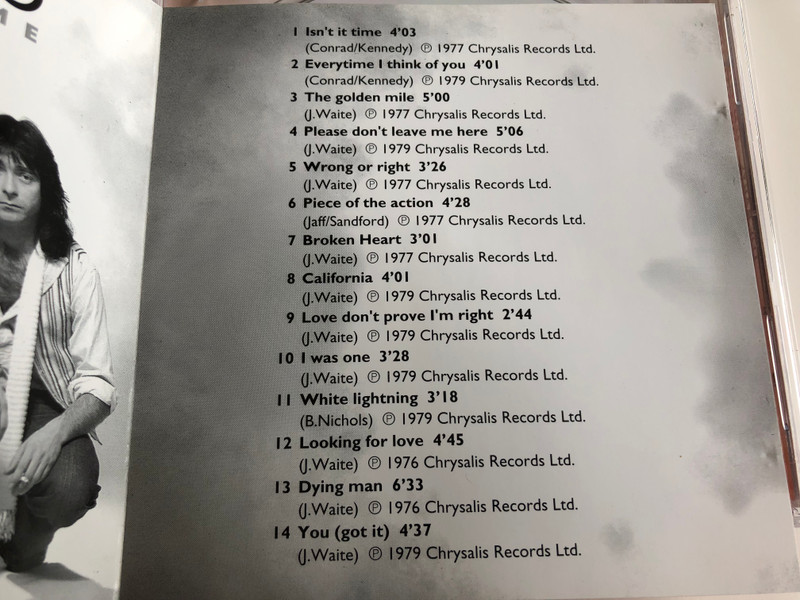 ME
1 Isn't it time 4'03
(Conrad/Kennedy) ℗ 1977 Chrysalis Records Ltd.
2 Everytime I think of you 4'01
(Conrad/Kennedy) ℗ 1979 Chrysalis Records Ltd.
3 The golden mile 5'00
(J.Waite) ℗ 1977 Chrysalis Records Ltd.
4 Please don't leave me here 5'06
(J.Waite) ℗ 1979 Chrysalis Records Ltd.
5 Wrong or right 3'26
(J.Waite) ℗ 1977 Chrysalis Records Ltd.
6 Piece of the action 4'28
(Jaff/Sandford) ℗ 1977 Chrysalis Records Ltd.
7 Broken Heart 3'01
(J.Waite) ℗ 1977 Chrysalis Records Ltd.
8 California 4'01
(J.Waite) ℗ 1979 Chrysalis Records Ltd.
9 Love don't prove I'm right 2'44
(J.Waite) ℗ 1979 Chrysalis Records Ltd.
10 I was one 3'28
(J.Waite) ℗ 1979 Chrysalis Records Ltd.
11 White lightning 3'18
(B.Nichols) ℗ 1979 Chrysalis Records Ltd.
12 Looking for love 4'45
(J.Waite) ℗ 1976 Chrysalis Records Ltd.
13 Dying man 6'33
(J.Waite) ℗ 1976 Chrysalis Records Ltd.
14 You (got it) 4'37
(J.Waite) ℗ 1979 Chrysalis Records Ltd.